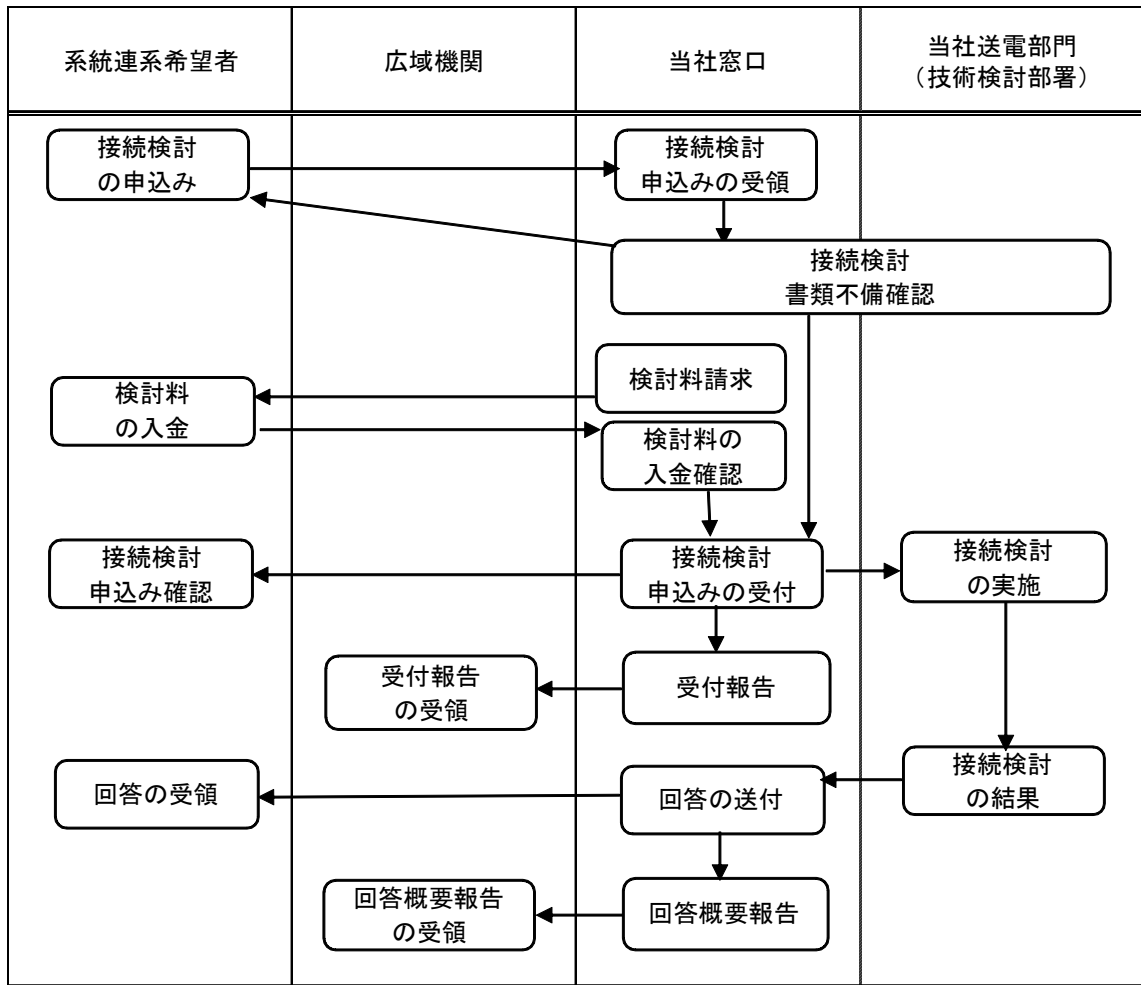 系統連系希望者
広域機関
当社窓口
当社送電部門
（技術検討部署）
接続検討
の申込み
接続検討
申込みの受領
接続検討
書類不備確認
検討料請求
検討料
の入金
検討料の
入金確認
接続検討
申込み確認
接続検討
申込みの受付
接続検討
の実施
受付報告
の受領
受付報告
回答の受領
回答の送付
接続検討
の結果
回答概要報告
の受領
回答概要報告